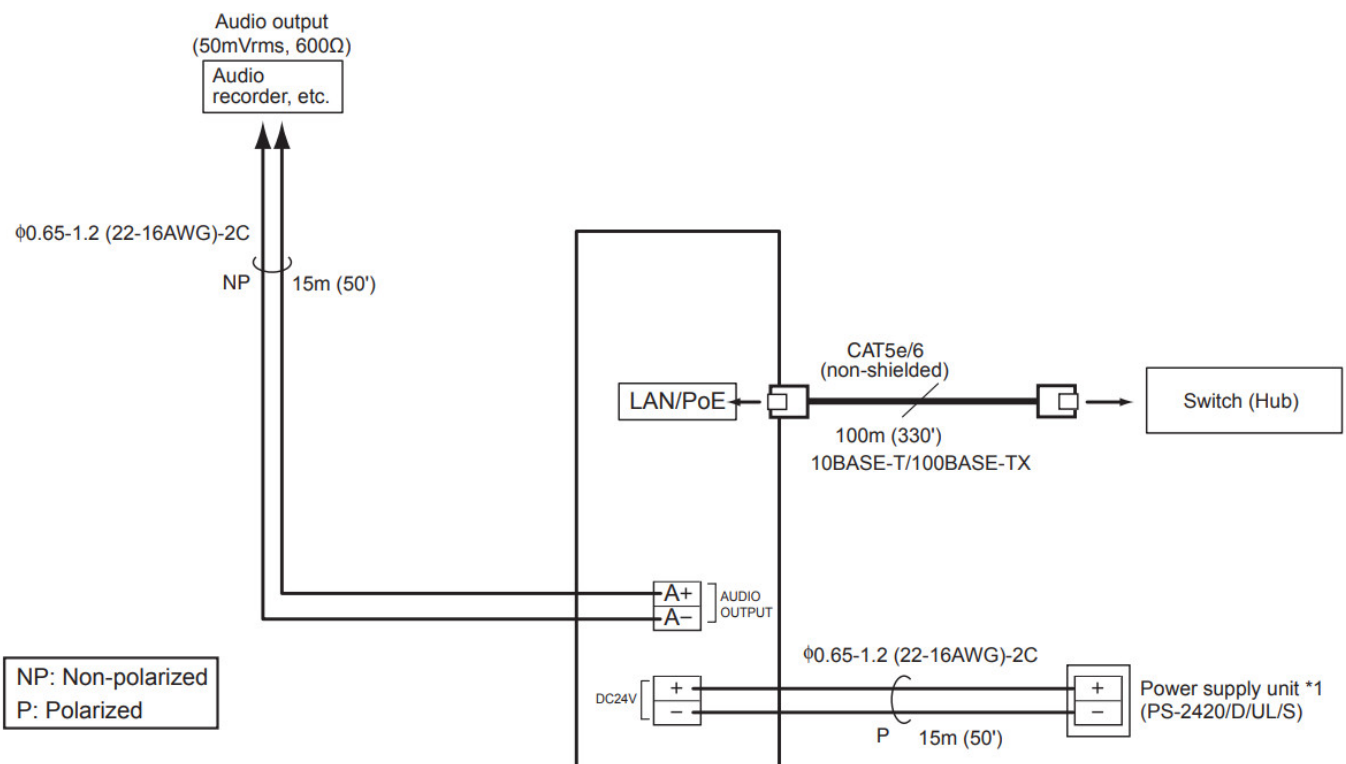 Audio output
(50mVrms, 600Ω)
Audio
recorder, etc.
ϕ0.65-1.2 (22-16AWG)-2C
NP
15m (50')
CAT5e/6
(non-shielded)
LAN/PoE
Switch (Hub)
100m (330')
10BASE-T/100BASE-TX
A+
A−
AUDIO
OUTPUT
NP: Non-polarized
P: Polarized
ϕ0.65-1.2 (22-16AWG)-2C
DC24V
+
−
+
−
Power supply unit *1
(PS-2420/D/UL/S)
P
15m (50')